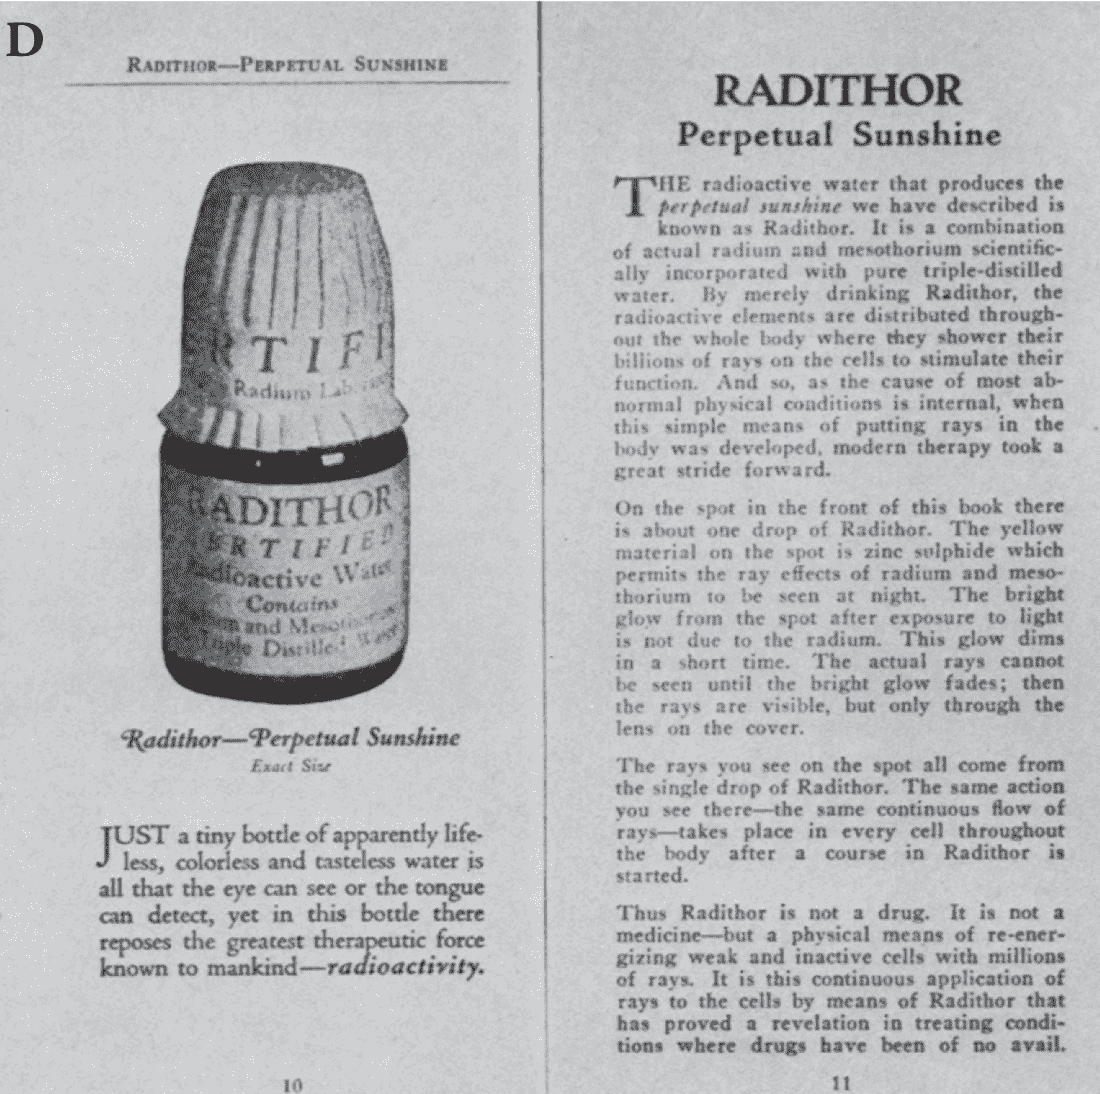 D
RADITHOR—PERPETUAL SUNSHINE
RTIFI
Radium Lab
RADITHOR
ERTIFIED
Radioactive Water
Contains
and Mesothorium
Triple Distilled Water
Radithor—Perpetual Sunshine
Exact Size
JUST a tiny bottle of apparently life-
less, colorless and tasteless water is
all that the eye can see or the tongue
can detect, yet in this bottle there
reposes the greatest therapeutic force
known to mankind—radioactivity.
10
RADITHOR
Perpetual Sunshine
THE radioactive water that produces the
perpetual sunshine we have described is
known as Radithor. It is a combination
of actual radium and mesothorium scientific-
ally incorporated with pure triple-distilled
water. By merely drinking Radithor, the
radioactive elements are distributed through-
out the whole body where they shower their
billions of rays on the cells to stimulate their
function. And so, as the cause of most ab-
normal physical conditions is internal, when
this simple means of putting rays in the
body was developed, modern therapy took a
great stride forward.
On the spot in the front of this book there
is about one drop of Radithor. The yellow
material on the spot is zinc sulphide which
permits the ray effects of radium and meso-
thorium to be seen at night. The bright
glow from the spot after exposure to light
is not due to the radium. This glow dims
in a short time. The actual rays cannot
be seen until the bright glow fades; then
the rays are visible, but only through the
lens on the cover.
The rays you see on the spot all come from
the single drop of Radithor. The same action
you see there—the same continuous flow of
rays—takes place in every cell throughout
the body after a course in Radithor is
started.
Thus Radithor is not a drug. It is not a
medicine—but a physical means of re-ener-
gizing weak and inactive cells with millions
of rays. It is this continuous application of
rays to the cells by means of Radithor that
has proved a revelation in treating condi-
tions where drugs have been of no avail.
11